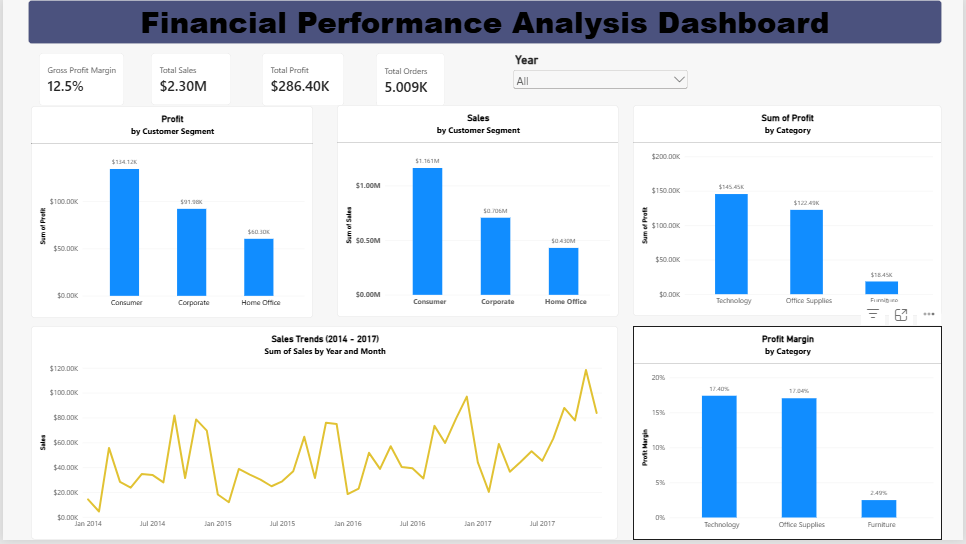 Financial Performance Analysis Dashboard
Gross Profit Margin
12.5%
Total Sales
$2.30M
Total Profit
$286.40K
Total Orders
5.009K
Year
All
Profit
by Customer Segment
Sum of Profit
$100.00K
$50.00K
$0.00K
$134.12K
$91.98K
$60.30K
Consumer Corporate Home Office
Sales
by Customer Segment
Sum of Sales
$1.00M
$0.50M
$0.00M
$1.161M
$0.706M
$0.430M
Consumer Corporate Home Office
Sum of Profit
by Category
Sum of Profit
$200.00K
$150.00K
$100.00K
$50.00K
$0.00K
$145.45K
$122.49K
$18.45K
Technology Office Supplies Furniture
Sales Trends (2014 - 2017)
Sum of Sales by Year and Month
Sales
$120.00K
$100.00K
$80.00K
$60.00K
$40.00K
$20.00K
$0.00K
Jan 2014 Jul 2014 Jan 2015 Jul 2015 Jan 2016 Jul 2016 Jan 2017 Jul 2017
Profit Margin
by Category
Profit Margin
20%
15%
10%
5%
0%
17.40%
17.04%
2.49%
Technology Office Supplies Furniture